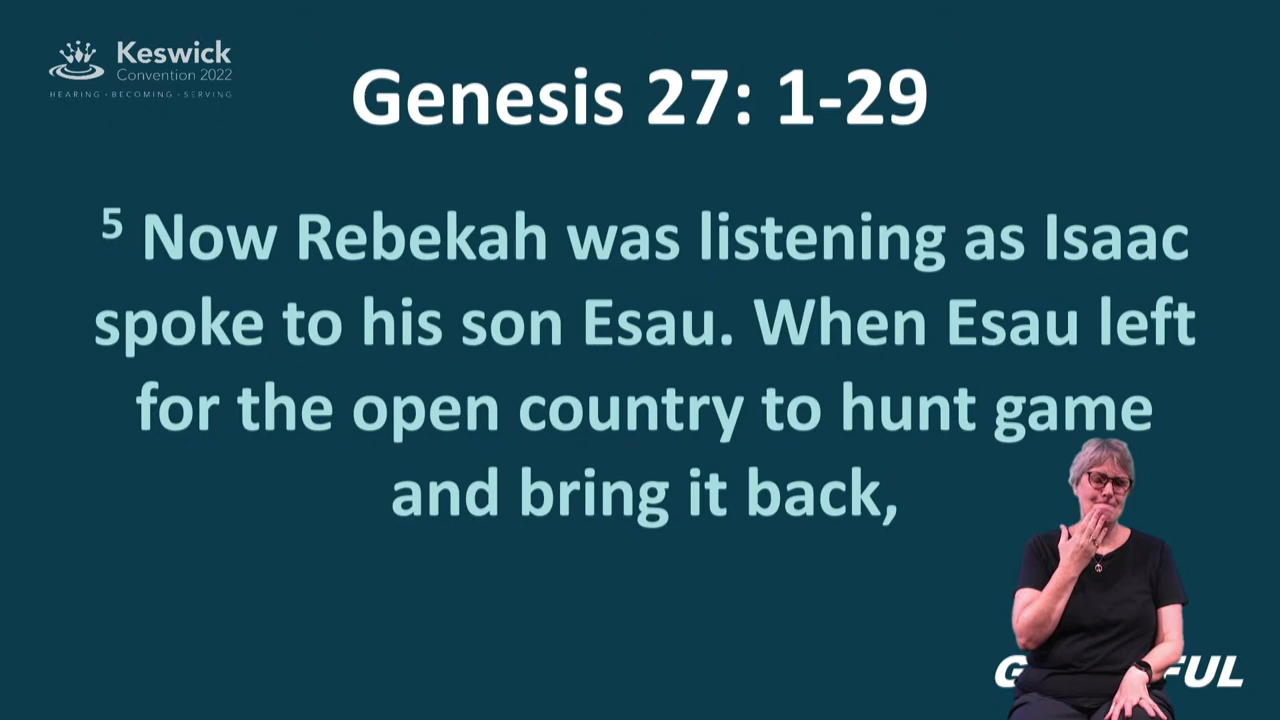 Keswick
Convention 2022
HEARING · BECOMING · SERVING
Genesis 27: 1-29
5 Now Rebekah was listening as Isaac
spoke to his son Esau. When Esau left
for the open country to hunt game
and bring it back,